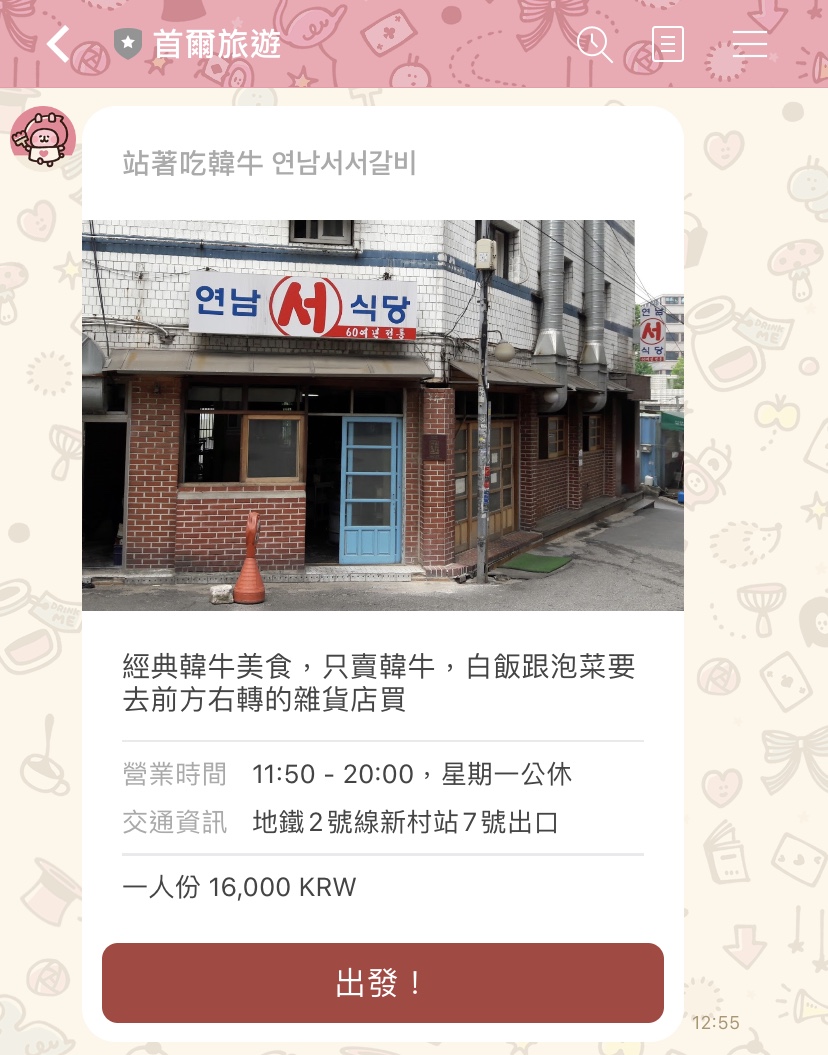 首爾旅遊
站著吃韓牛 연남서서갈비
연남 서 식당
60여년 전통
연남
서
식당
經典韓牛美食，只賣韓牛，白飯跟泡菜要
去前方右轉的雜貨店買
營業時間 11:50 - 20:00，星期一公休
交通資訊 地鐵2號線新村站7號出口
一人份 16,000 KRW
出發！
12:55
DRINK ME
DRINK ME